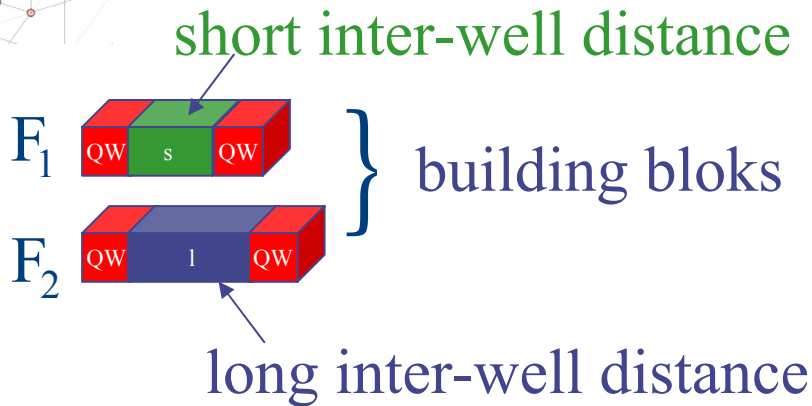 short inter-well distance
F1 QW s QW
building bloks
F2 QW l QW
long inter-well distance